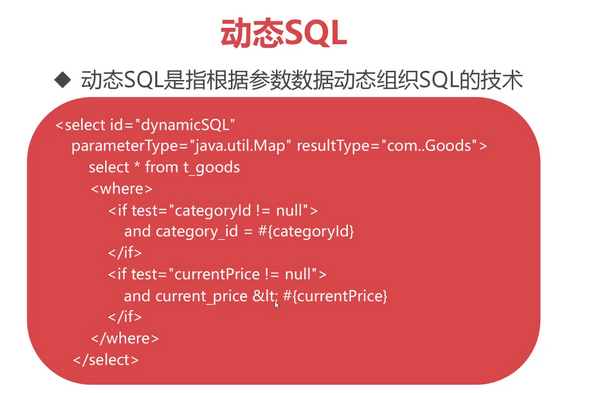 动态SQL
◆ 动态SQL是指根据参数数据动态组织SQL的技术
<select id="dynamicSQL"
parameterType="java.util.Map" resultType="com..Goods">
select * from t_goods
<where>
<if test="categoryId != null">
and category_id = #{categoryId}
</if>
<if test="currentPrice != null">
and current_price &lt; #{currentPrice}
</if>
</where>
</select>